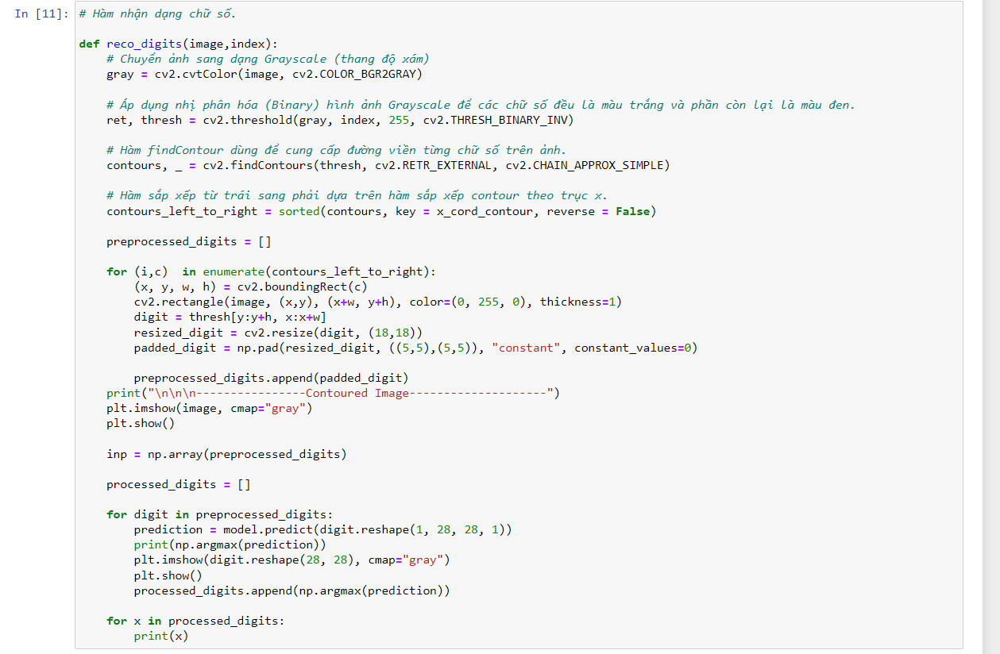 In [11]: # Hàm nhận dạng chữ số.
def reco_digits(image,index):
    # Chuyển ảnh sang dạng Grayscale (thang độ xám)
    gray = cv2.cvtColor(image, cv2.COLOR_BGR2GRAY)
    # Áp dụng nhị phân hóa (Binary) hình ảnh Grayscale để các chữ số đều là màu trắng và phần còn lại là màu đen.
    ret, thresh = cv2.threshold(gray, index, 255, cv2.THRESH_BINARY_INV)
    # Hàm findContour dùng để cung cấp đường viền từng chữ số trên ảnh.
    contours, _ = cv2.findContours(thresh, cv2.RETR_EXTERNAL, cv2.CHAIN_APPROX_SIMPLE)
    # Hàm sắp xếp từ trái sang phải dựa trên hàm sắp xếp contour theo trục x.
    contours_left_to_right = sorted(contours, key = x_cord_contour, reverse = False)
    preprocessed_digits = []
    for (i,c)  in enumerate(contours_left_to_right):
        (x, y, w, h) = cv2.boundingRect(c)
        cv2.rectangle(image, (x,y), (x+w, y+h), color=(0, 255, 0), thickness=1)
        digit = thresh[y:y+h, x:x+w]
        resized_digit = cv2.resize(digit, (18,18))
        padded_digit = np.pad(resized_digit, ((5,5),(5,5)), "constant", constant_values=0)
        preprocessed_digits.append(padded_digit)
    print("\n\n\n----------------Contoured Image--------------------")
    plt.imshow(image, cmap="gray")
    plt.show()
    inp = np.array(preprocessed_digits)
    processed_digits = []
    for digit in preprocessed_digits:
        prediction = model.predict(digit.reshape(1, 28, 28, 1))
        print(np.argmax(prediction))
        plt.imshow(digit.reshape(28, 28), cmap="gray")
        plt.show()
        processed_digits.append(np.argmax(prediction))
    for x in processed_digits:
        print(x)